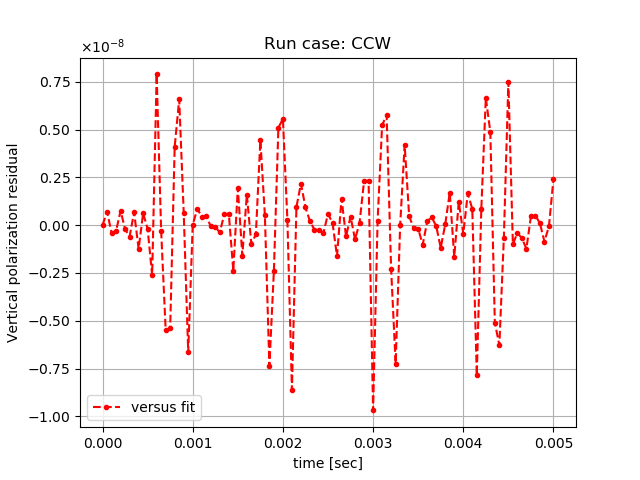 Run case: CCW
×10⁻⁸
Vertical polarization residual
0.75
0.50
0.25
0.00
−0.25
−0.50
−0.75
−1.00
versus fit
0.000 0.001 0.002 0.003 0.004 0.005
time [sec]